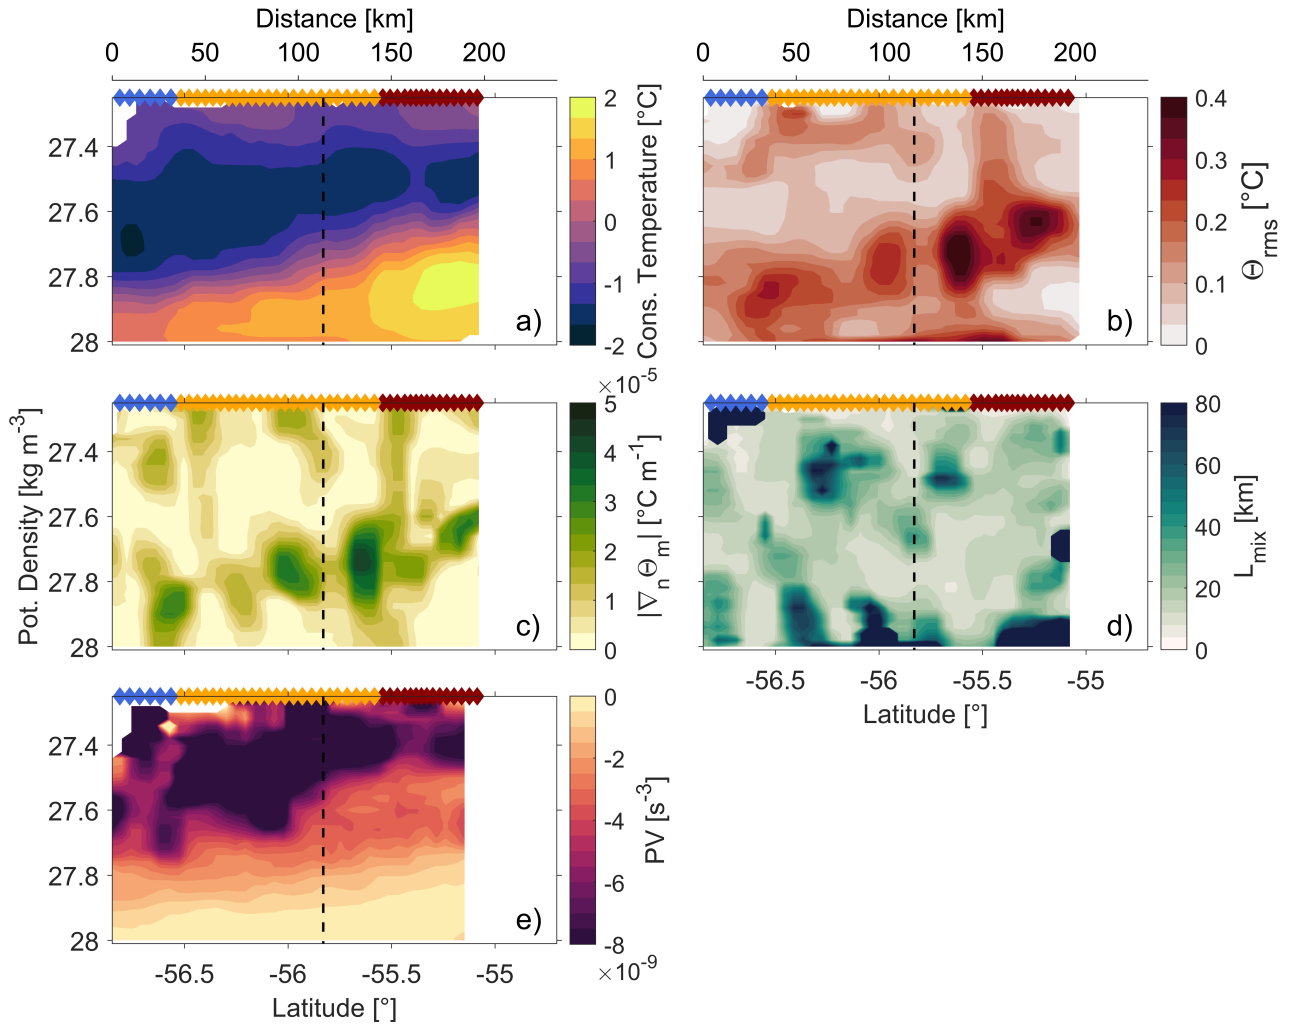 Distance [km]
Distance [km]
0 50 100 150 200
0 50 100 150 200
27.4
27.6
27.8
28
a)
2
1
0
-1
-2
Cons. Temperature [°C]
b)
0.4
0.3
0.2
0.1
0
Θrms [°C]
Pot. Density [kg m-3]
27.4
27.6
27.8
28
c)
×10-5
5
4
3
2
1
0
|∇nΘm| [°C m-1]
d)
80
60
40
20
0
Lmix [km]
-56.5 -56 -55.5 -55
Latitude [°]
27.4
27.6
27.8
28
e)
0
-2
-4
-6
-8
×10-9
PV [s-3]
-56.5 -56 -55.5 -55
Latitude [°]